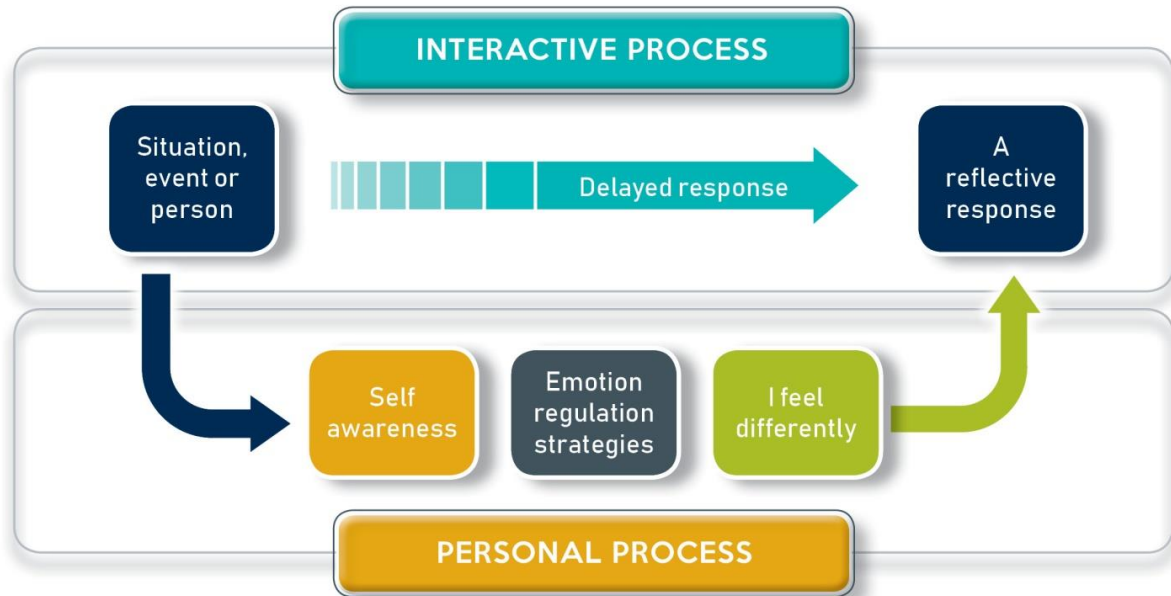 INTERACTIVE PROCESS
Situation,
event or
person
Delayed response
A
reflective
response
Self
awareness
Emotion
regulation
strategies
I feel
differently
PERSONAL PROCESS